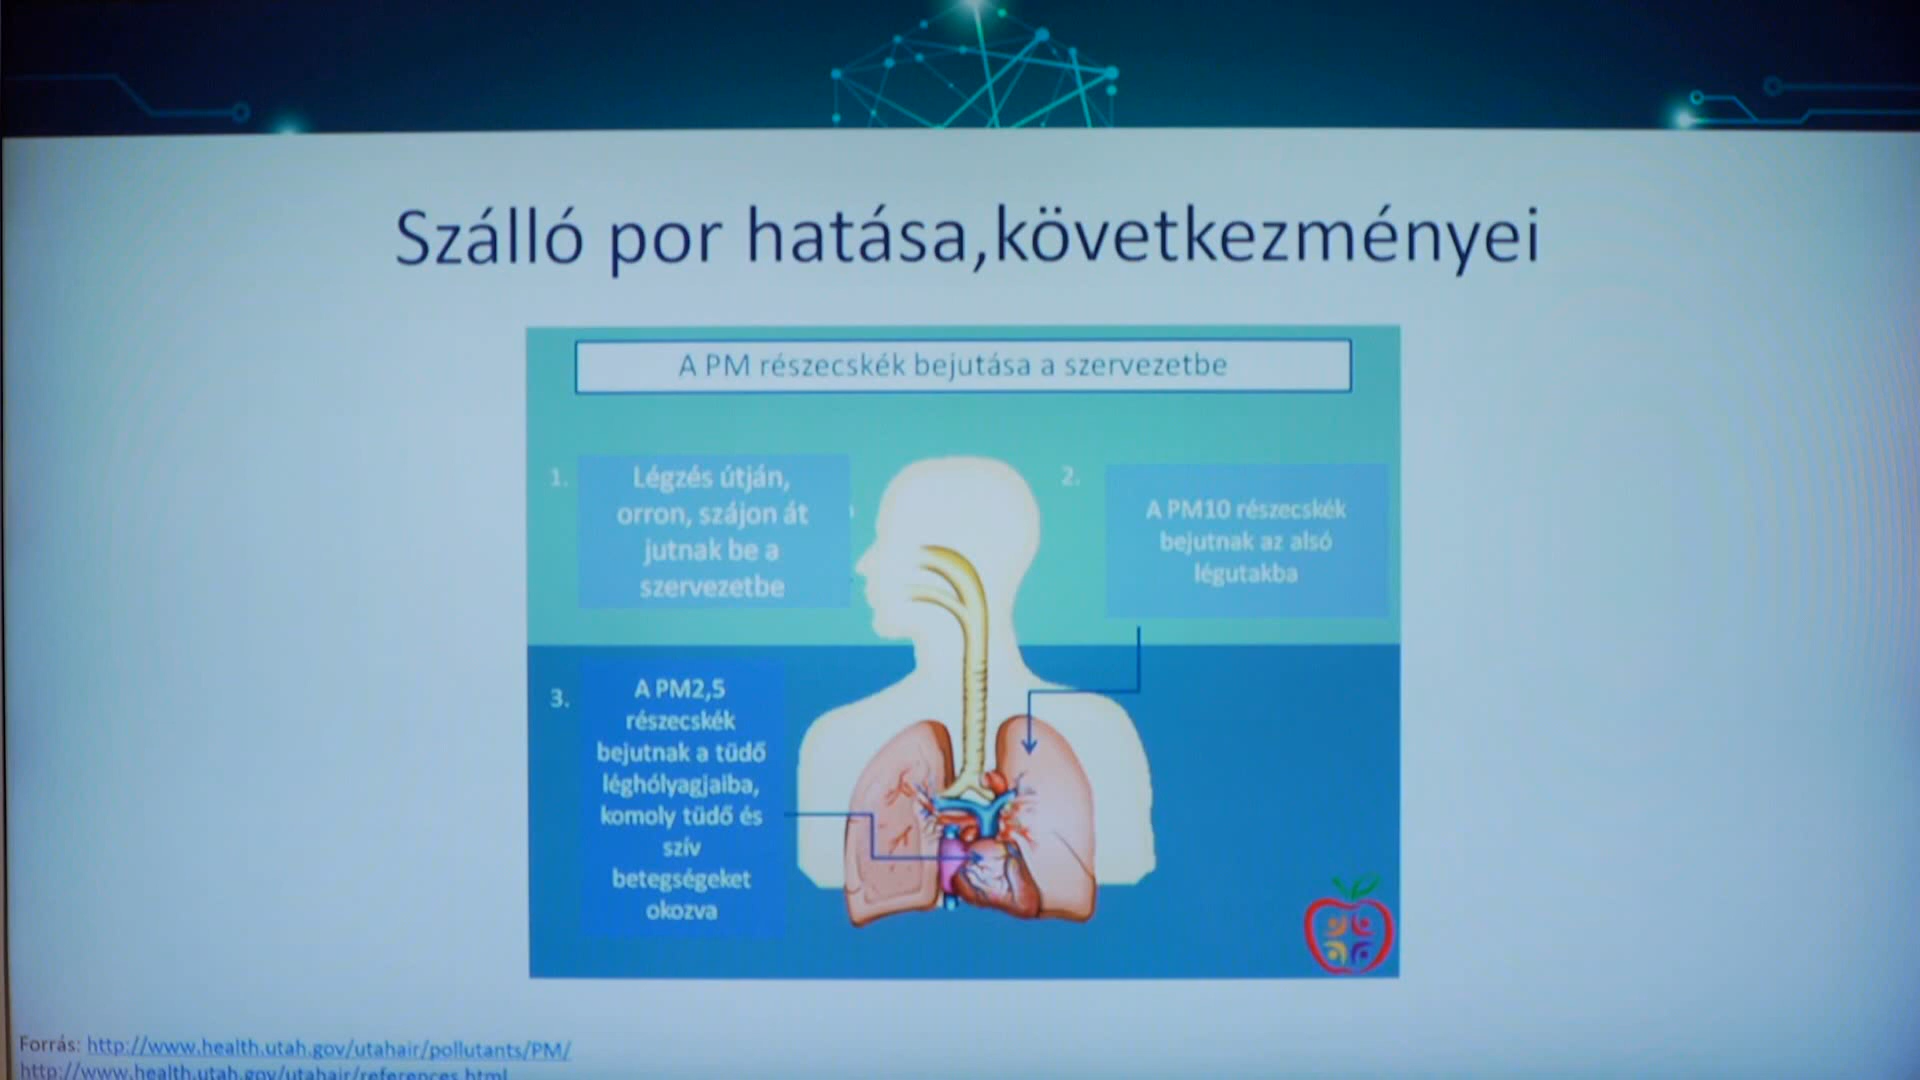 Szálló por hatása,következményei
A PM részecskék bejutása a szervezetbe
1.
Légzés útján,
orron, szájon át
jutnak be a
szervezetbe
2.
A PM10 részecskék
bejutnak az alsó
légutakba
3.
A PM2,5
részecskék
bejutnak a tüdő
léghólyagjaiba,
komoly tüdő és
szív
betegségeket
okozva
Forrás: http://www.health.utah.gov/utahair/pollutants/PM/
http://www.health.utah.gov/utahair/references.html